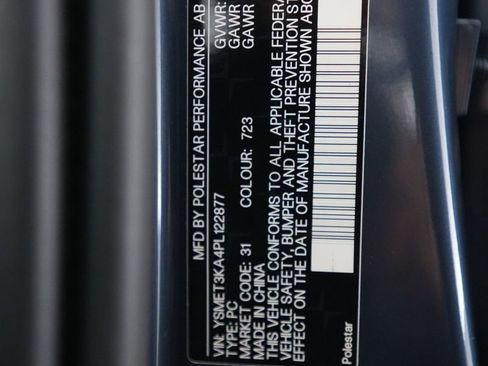 MFD BY POLESTAR PERFORMANCE AB
GVWR:
GAWR
GAWR
VIN: YSMET3KA4PL122877
TYPE: PC
MARKET CODE: 31 COLOUR: 723
MADE IN CHINA
THIS VEHICLE CONFORMS TO ALL APPLICABLE FEDERA
VEHICLE SAFETY, BUMPER AND THEFT PREVENTION ST
EFFECT ON THE DATE OF MANUFACTURE SHOWN ABO
Polestar